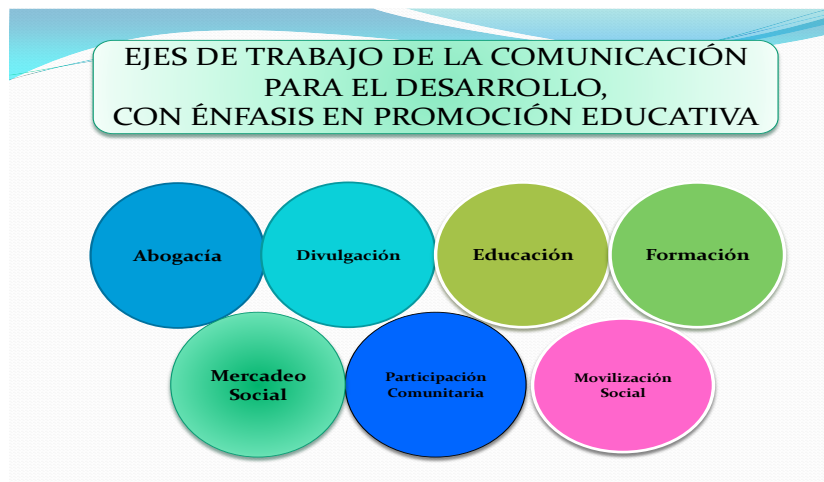 EJES DE TRABAJO DE LA COMUNICACIÓN
PARA EL DESARROLLO,
CON ÉNFASIS EN PROMOCIÓN EDUCATIVA
Abogacía
Divulgación
Educación
Formación
Mercadeo
Social
Participación
Comunitaria
Movilización
Social